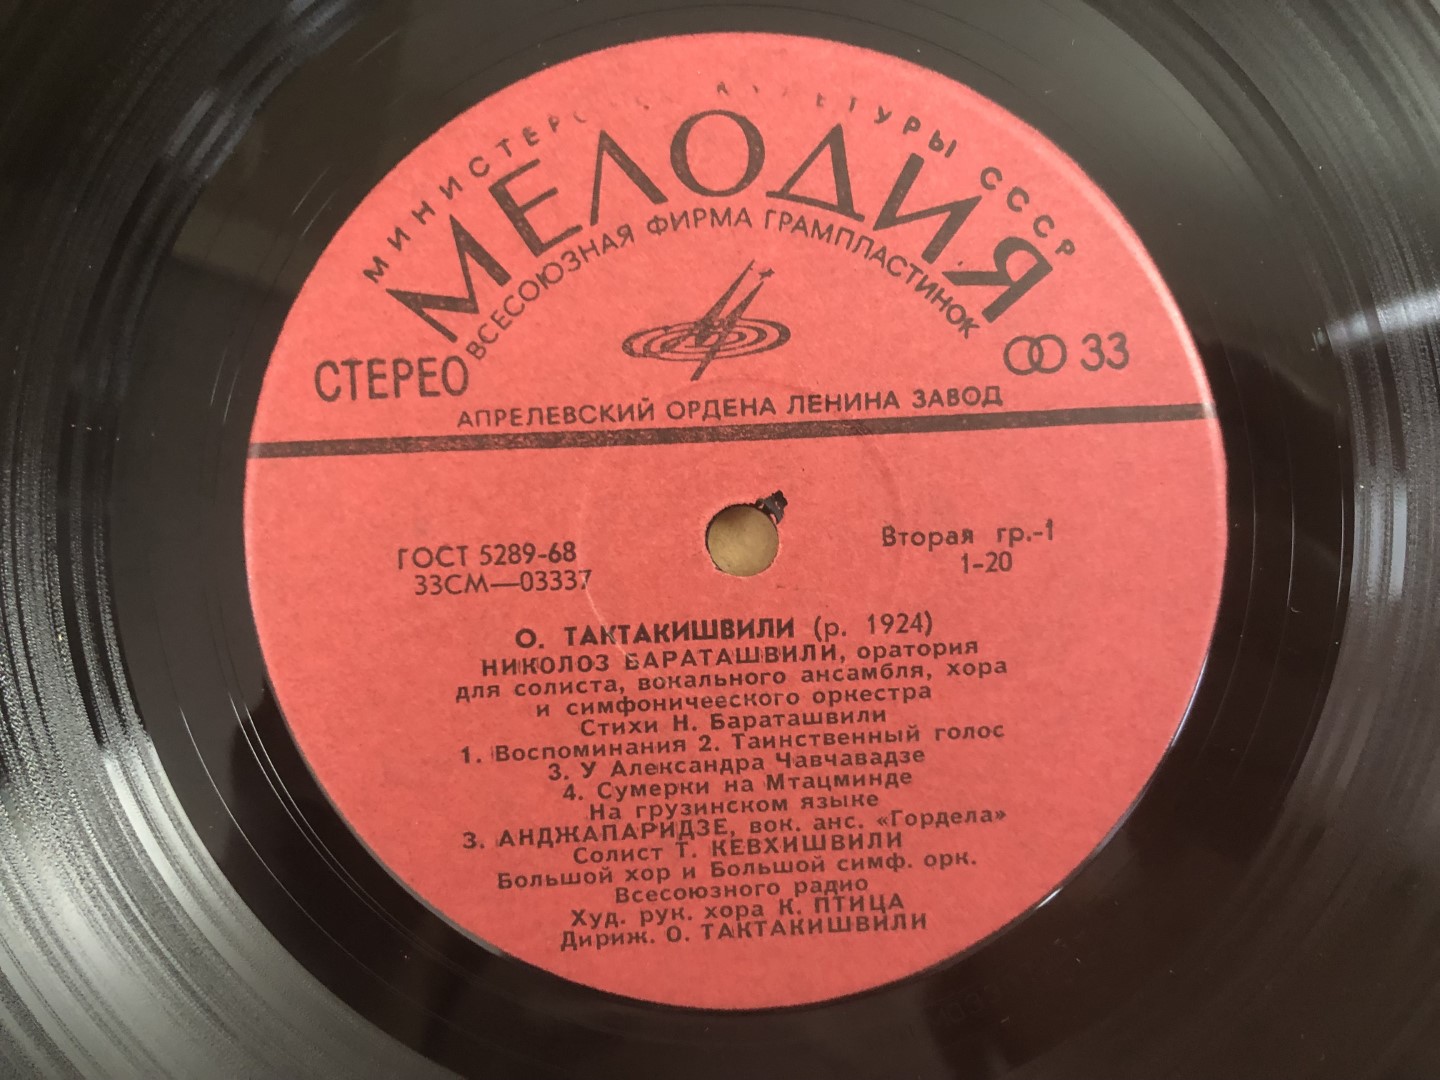 МИНИСТЕРСТВО КУЛЬТУРЫ СССР
МЕЛОДИЯ
ВСЕСОЮЗНАЯ ФИРМА ГРАМПЛАСТИНОК
СТЕРЕО
33
АПРЕЛЕВСКИЙ ОРДЕНА ЛЕНИНА ЗАВОД
ГОСТ 5289-68
33СМ—03337
Вторая гр.-1
1-20
О. ТАКТАКИШВИЛИ (р. 1924)
НИКОЛОЗ БАРАТАШВИЛИ, оратория
для солиста, вокального ансамбля, хора
и симфонического оркестра
Стихи Н. Бараташвили
1. Воспоминания 2. Таинственный голос
3. У Александра Чавчавадзе
4. Сумерки на Мтацминде
На грузинском языке
З. АНДЖАПАРИДЗЕ, вок. анс. «Гордела»
Солист Т. КЕВХИШВИЛИ
Большой хор и Большой симф. орк.
Всесоюзного радио
Худ. рук. хора К. ПТИЦА
Дириж. О. ТАКТАКИШВИЛИ